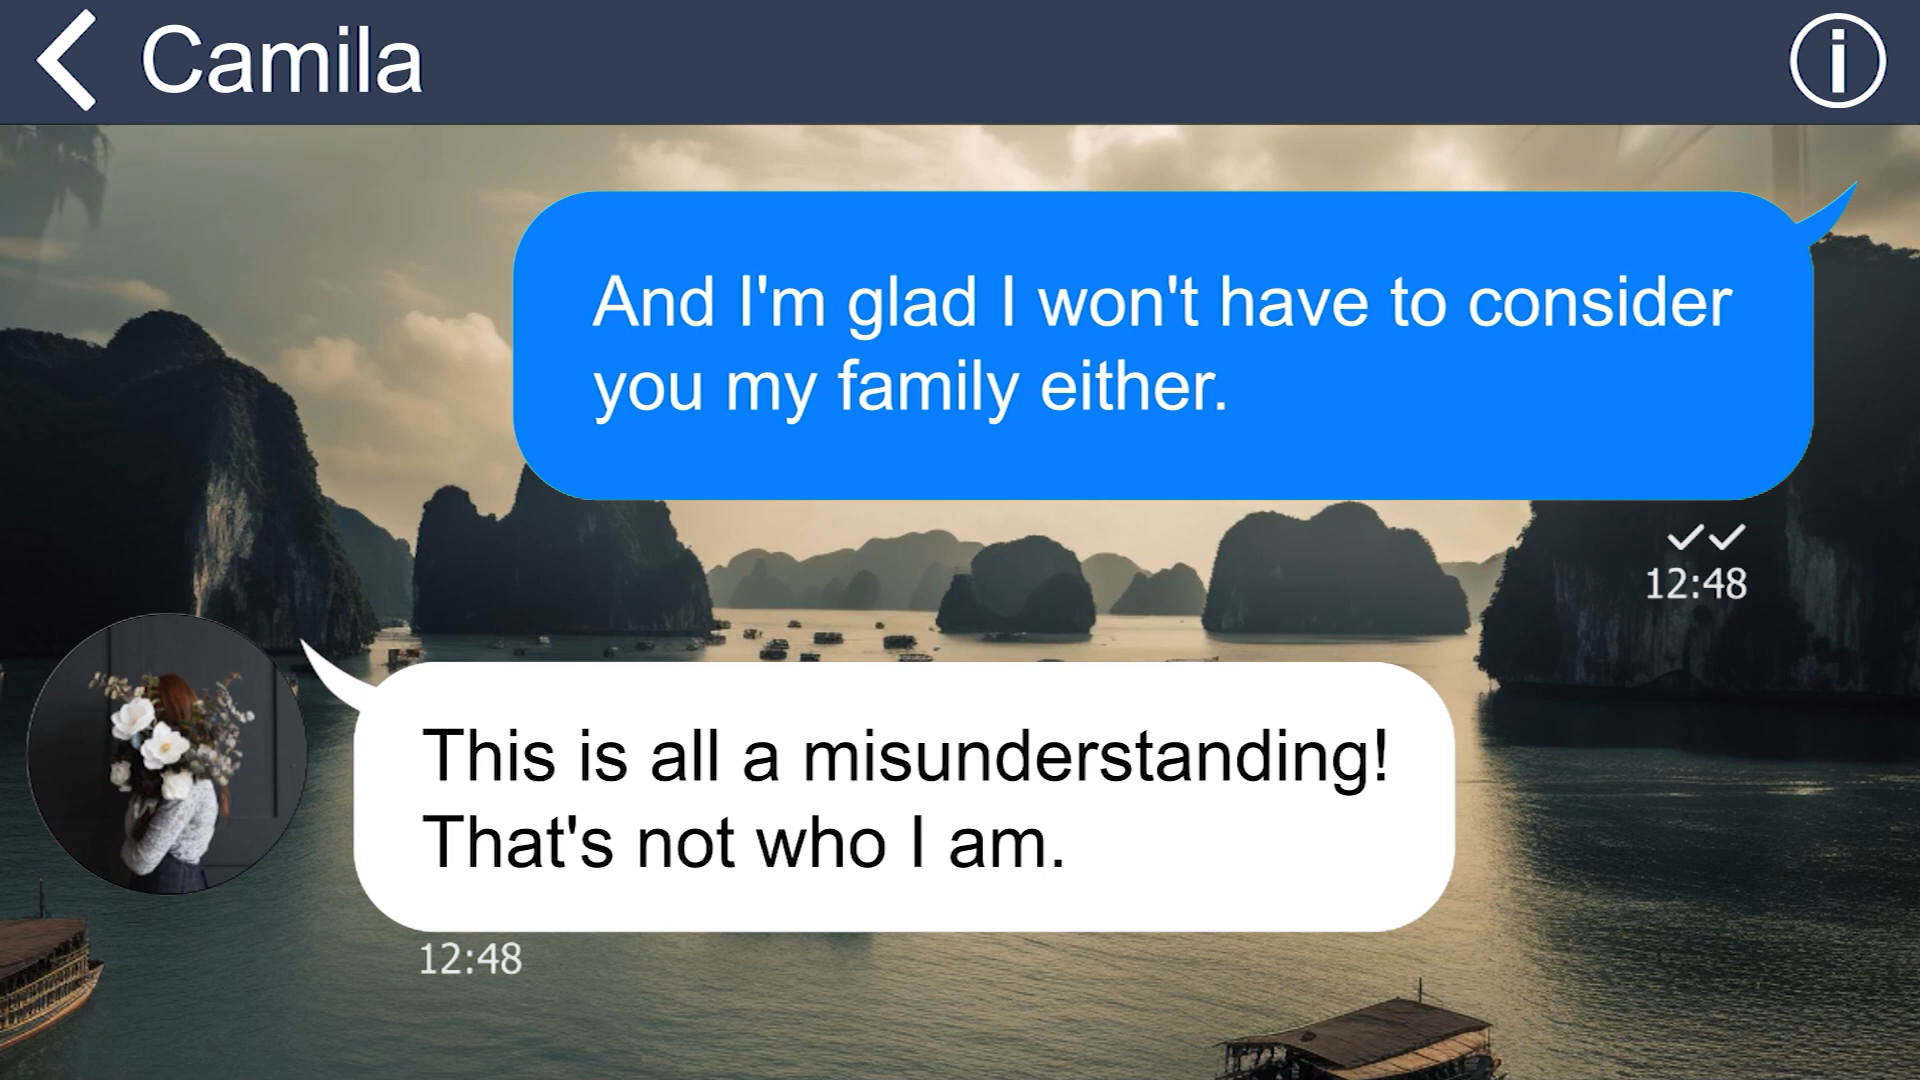 Camila
And I'm glad I won't have to consider
you my family either.
12:48
This is all a misunderstanding!
That's not who I am.
12:48